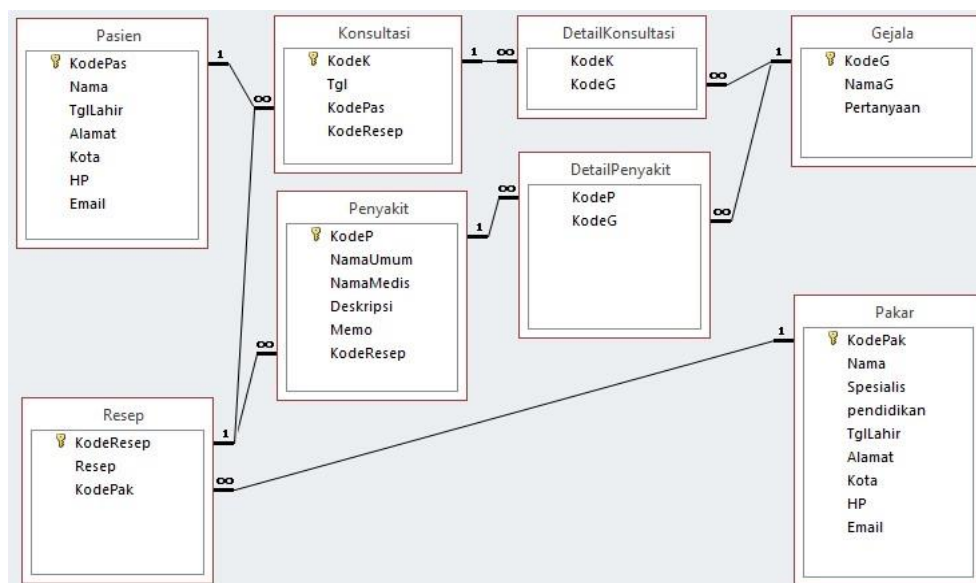 Pasien
KodePas
Nama
TglLahir
Alamat
Kota
HP
Email
1
∞
Konsultasi
KodeK
Tgl
KodePas
KodeResep
1
∞
DetailKonsultasi
KodeK
KodeG
∞
1
Gejala
KodeG
NamaG
Pertanyaan
Penyakit
KodeP
NamaUmum
NamaMedis
Deskripsi
Memo
KodeResep
∞
1
∞
DetailPenyakit
KodeP
KodeG
∞
Resep
KodeResep
Resep
KodePak
1
∞
1
Pakar
KodePak
Nama
Spesialis
pendidikan
TglLahir
Alamat
Kota
HP
Email